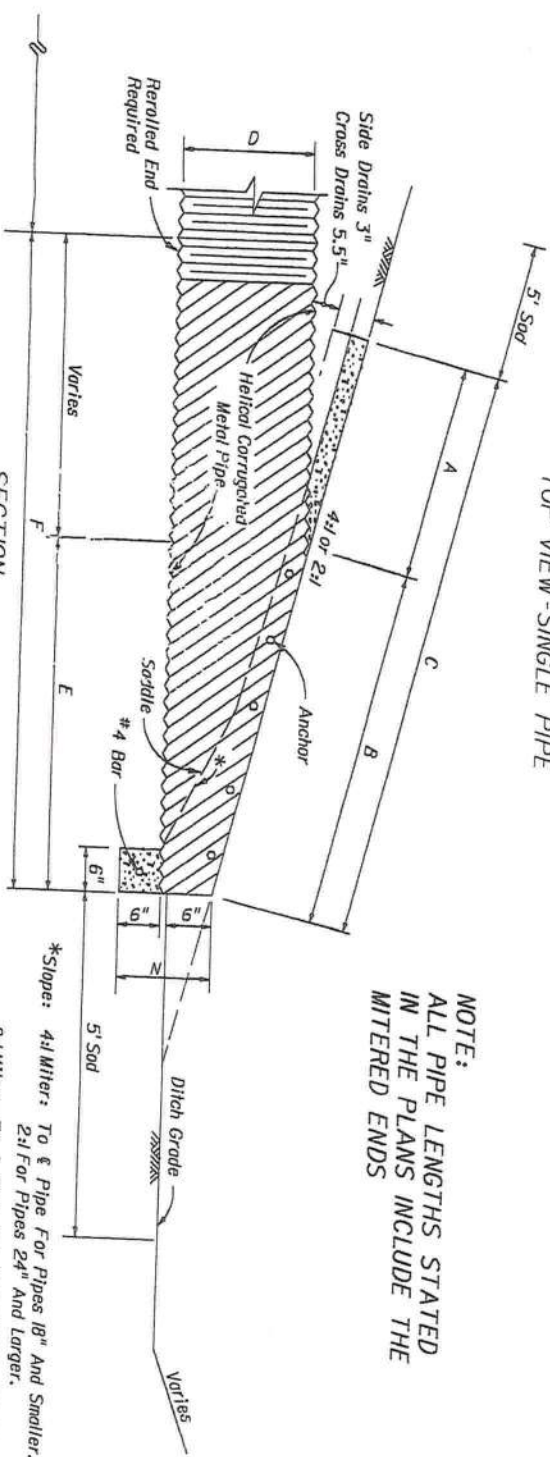 TOP VIEW-SINGLE PIPE
NOTE:
ALL PIPE LENGTHS STATED
IN THE PLANS INCLUDE THE
MITERED ENDS
5' Sod
Side Drains 3"
Cross Drains 5.5"
A
B
C
D
4:1 or 2:1
Anchor
Helical Corrugated
Metal Pipe
Rerolled End
Required
Saddle
*
#4 Bar
Varies
E
F
6"
6"
6"
N
5' Sod
Ditch Grade
Varies
SECTION
*Slope: 4:1 Miter: To ℄ Pipe For Pipes 18" And Smaller.
2:1 For Pipes 24" And Larger.